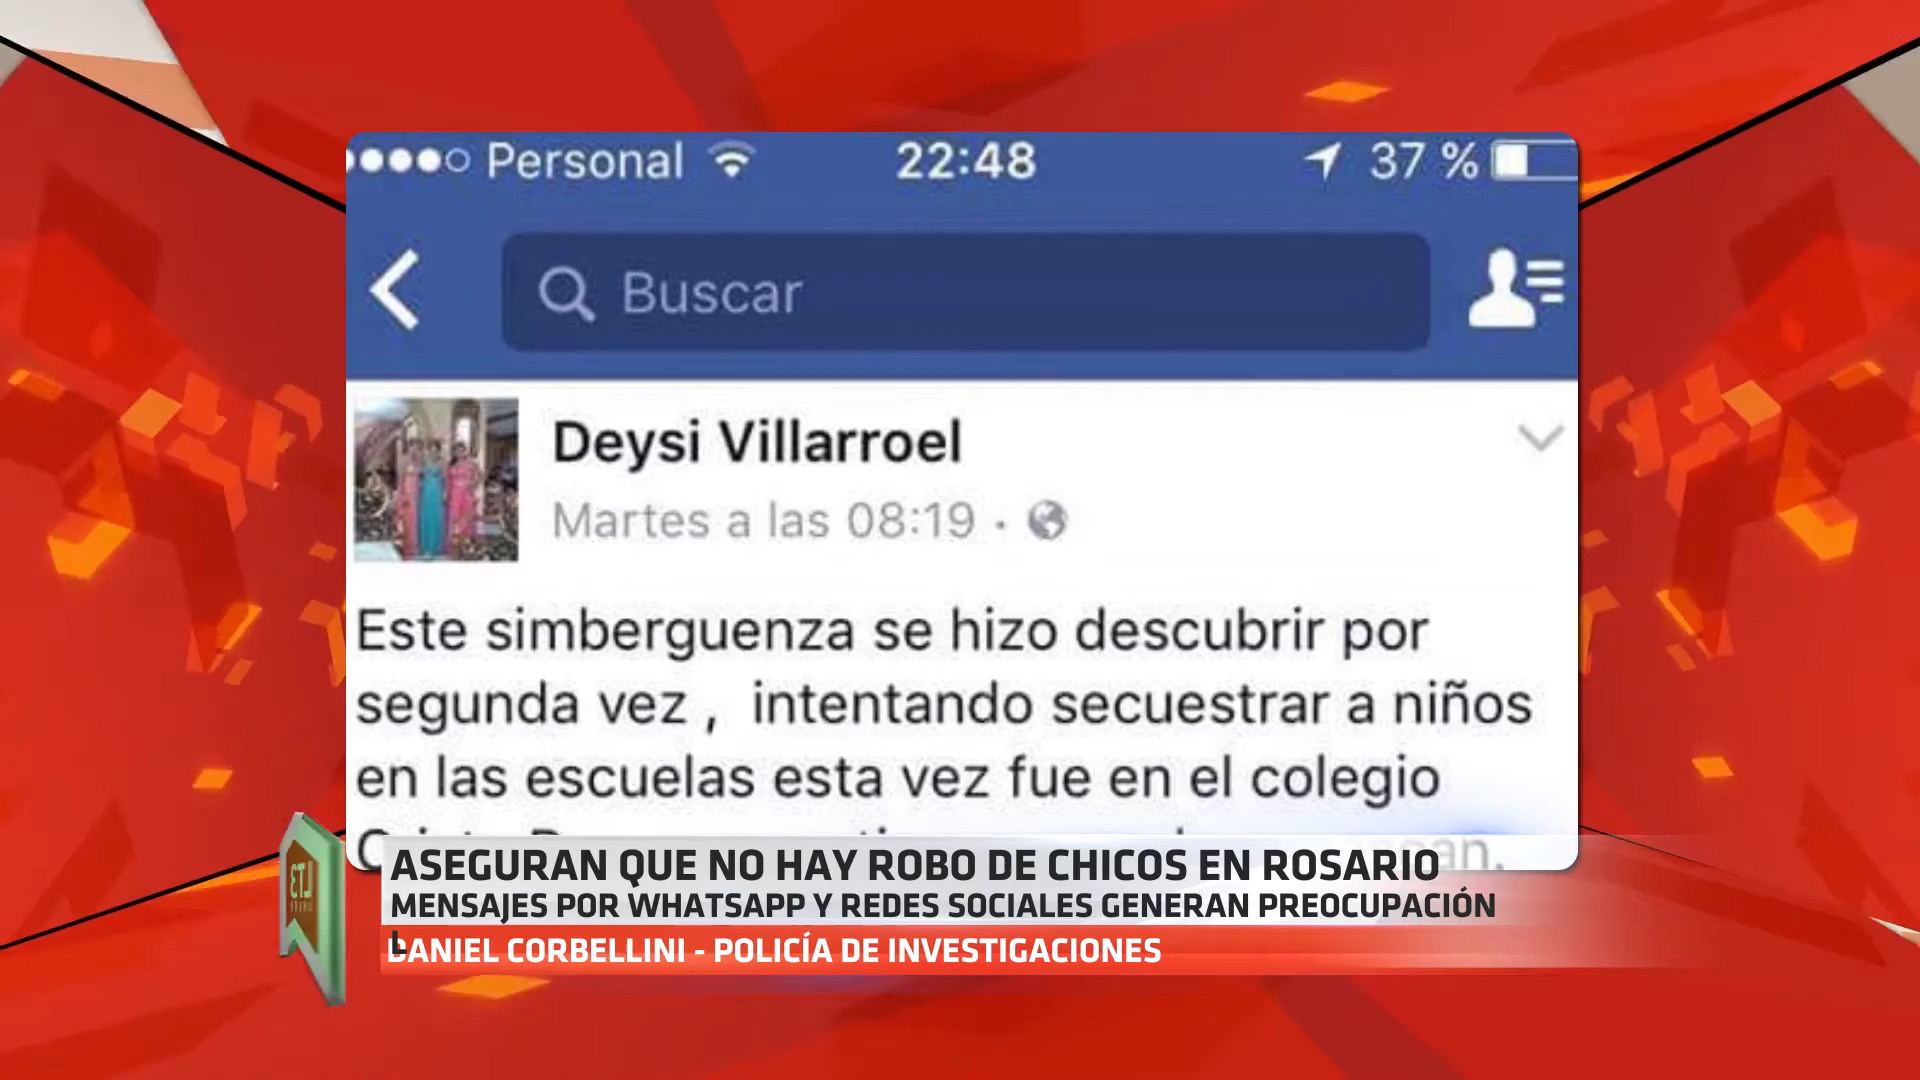 Personal 22:48 37 %
Buscar
Deysi Villarroel
Martes a las 08:19
Este simberguenza se hizo descubrir por
segunda vez , intentando secuestrar a niños
en las escuelas esta vez fue en el colegio
ASEGURAN QUE NO HAY ROBO DE CHICOS EN ROSARIO
MENSAJES POR WHATSAPP Y REDES SOCIALES GENERAN PREOCUPACIÓN
DANIEL CORBELLINI - POLICÍA DE INVESTIGACIONES
LT3